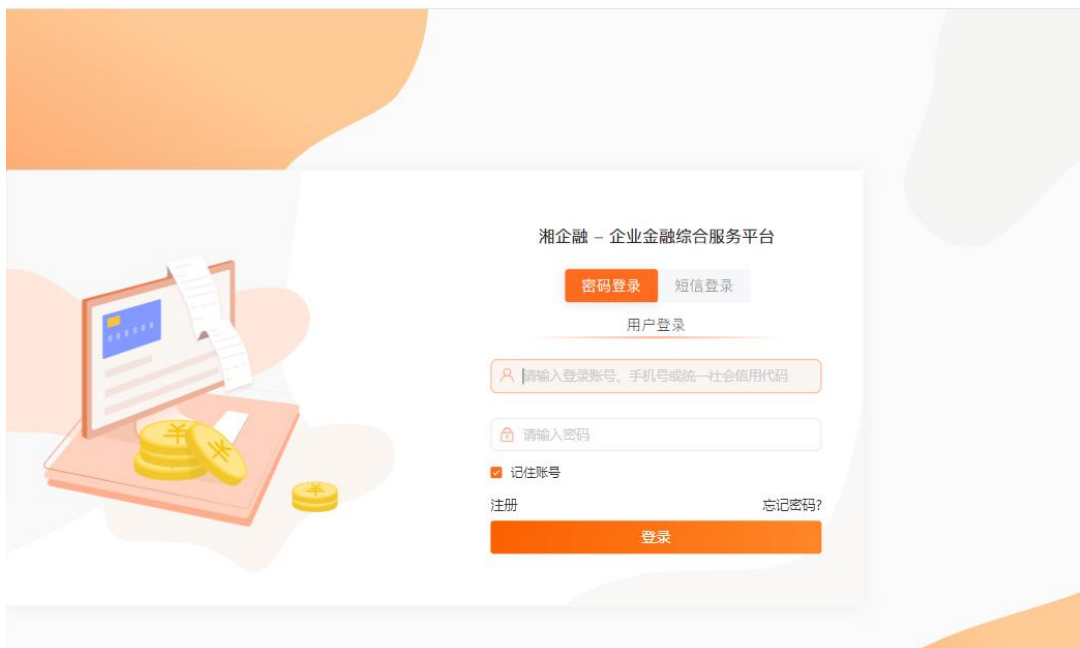 湘企融 – 企业金融综合服务平台
密码登录 短信登录
用户登录
请输入登录账号、手机号或统一社会信用代码
请输入密码
记住账号
注册 忘记密码?
登录